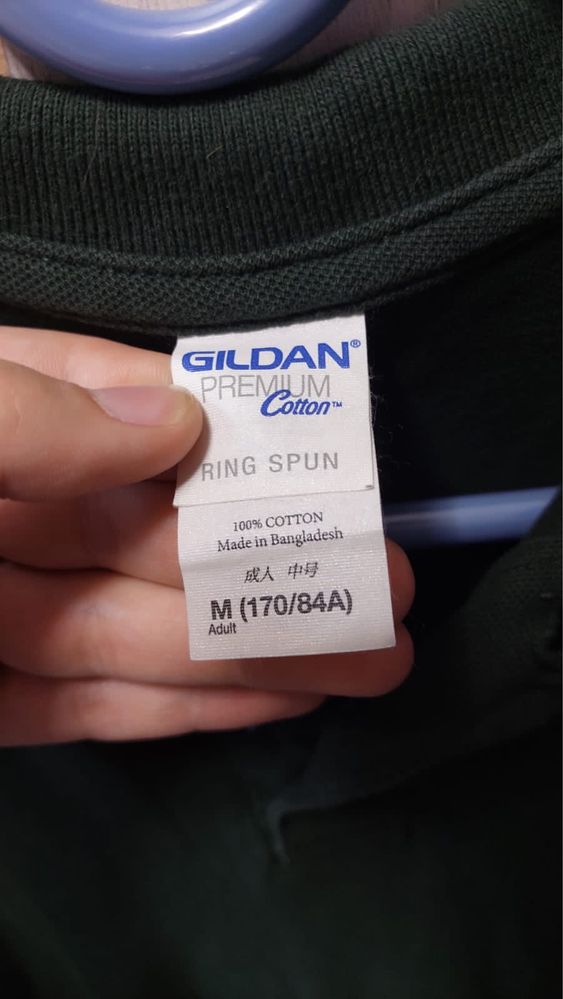 GILDAN®
PREMIUM
Cotton™
RING SPUN
100% COTTON
Made in Bangladesh
成人 中号
M (170/84A)
Adult